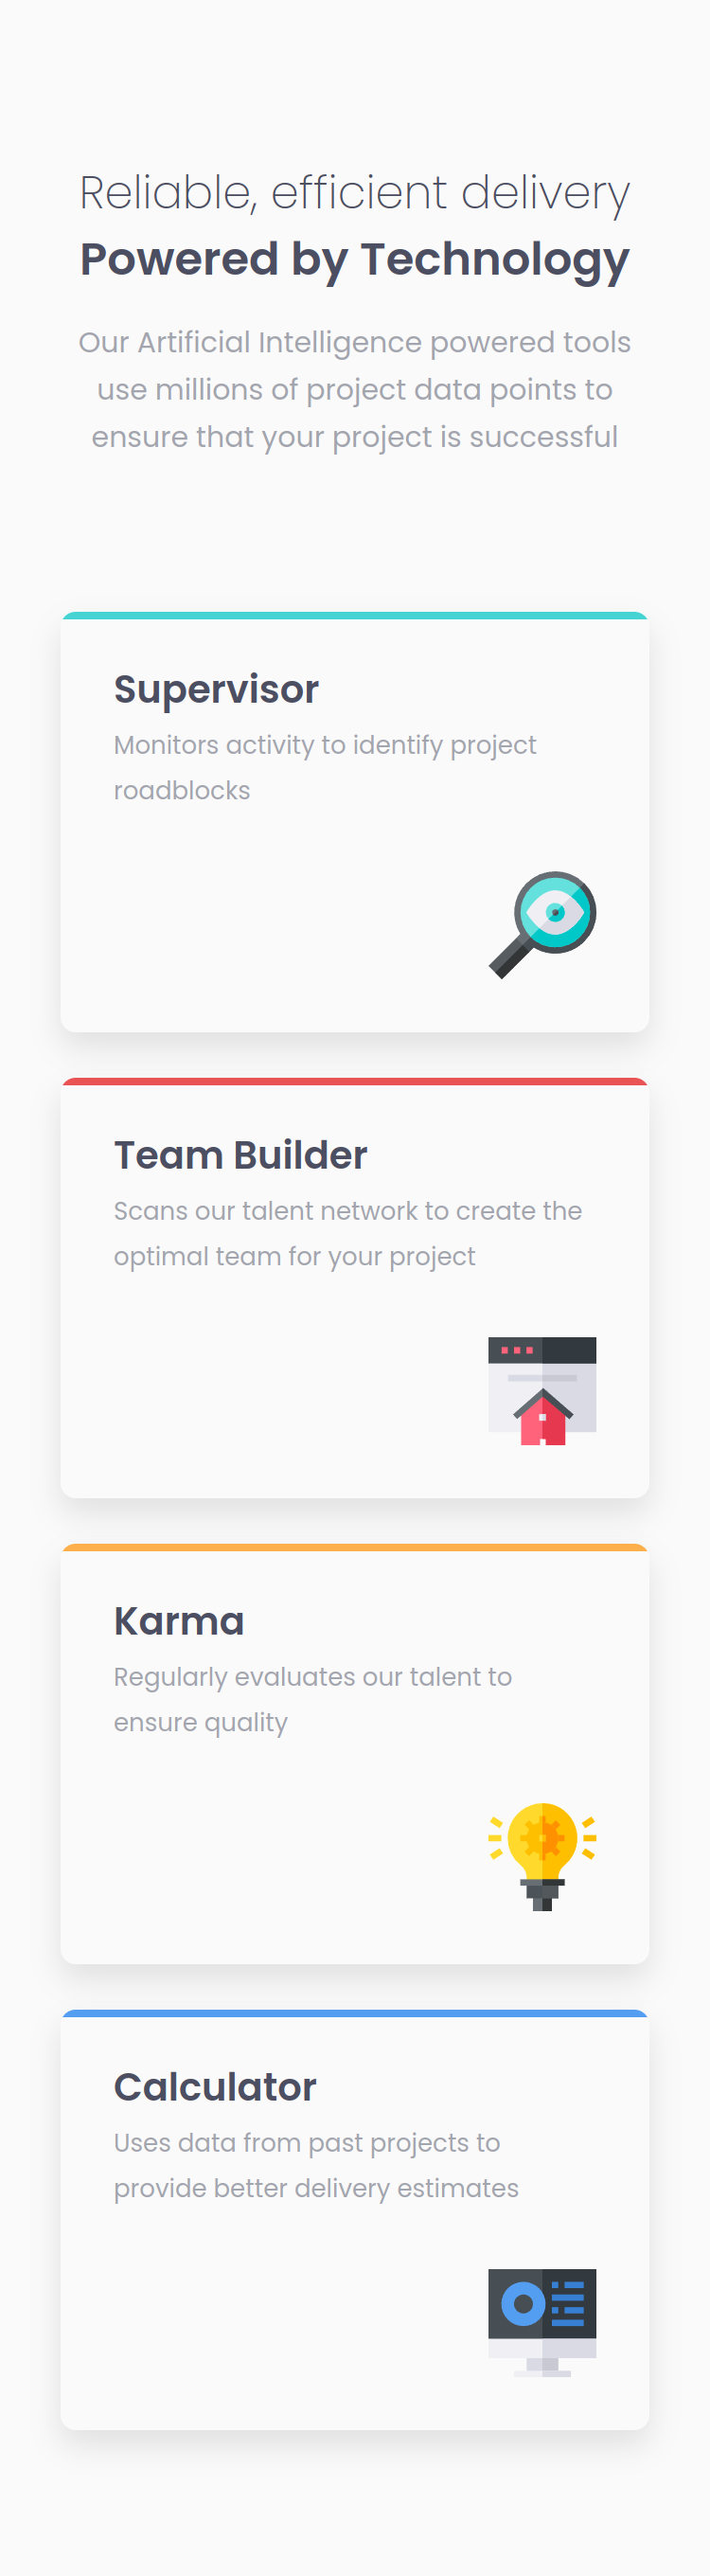 Reliable, efficient delivery
Powered by Technology
Our Artificial Intelligence powered tools
use millions of project data points to
ensure that your project is successful
Supervisor
Monitors activity to identify project
roadblocks
Team Builder
Scans our talent network to create the
optimal team for your project
Karma
Regularly evaluates our talent to
ensure quality
Calculator
Uses data from past projects to
provide better delivery estimates